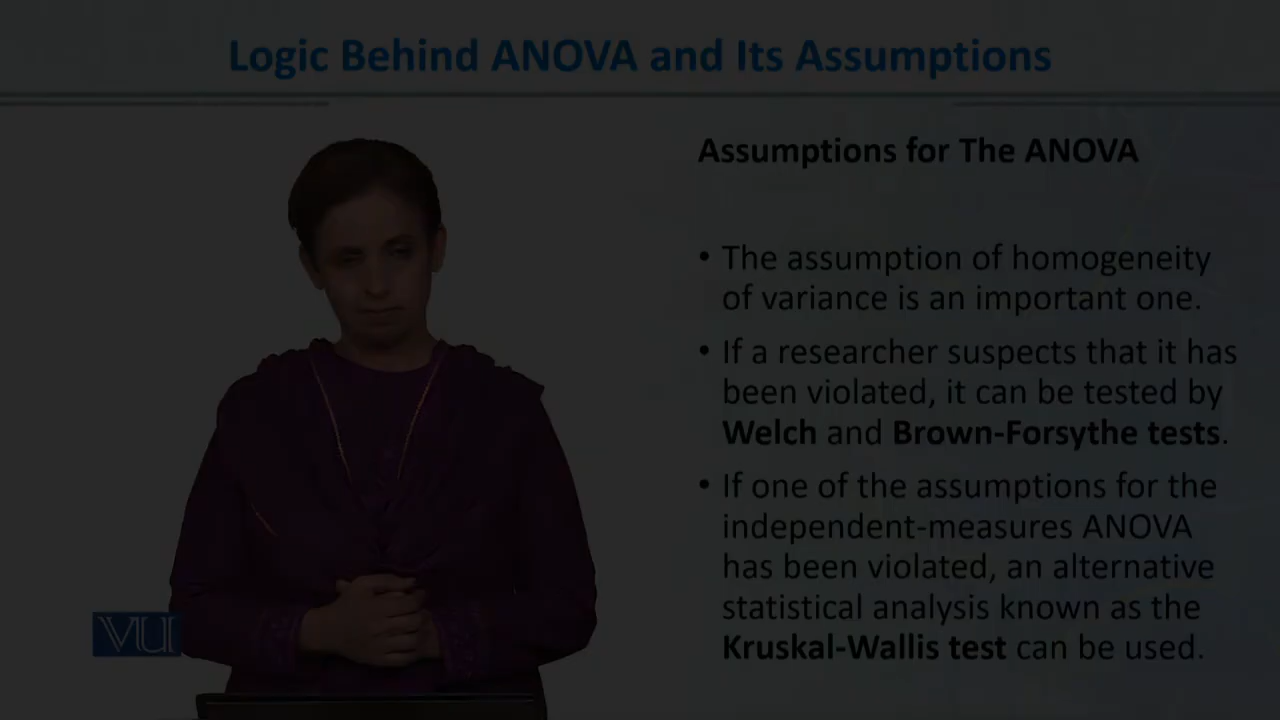 Logic Behind ANOVA and Its Assumptions
Assumptions for The ANOVA
• The assumption of homogeneity
of variance is an important one.
• If a researcher suspects that it has
been violated, it can be tested by
Welch and Brown-Forsythe tests.
• If one of the assumptions for the
independent-measures ANOVA
has been violated, an alternative
statistical analysis known as the
Kruskal-Wallis test can be used.
VU